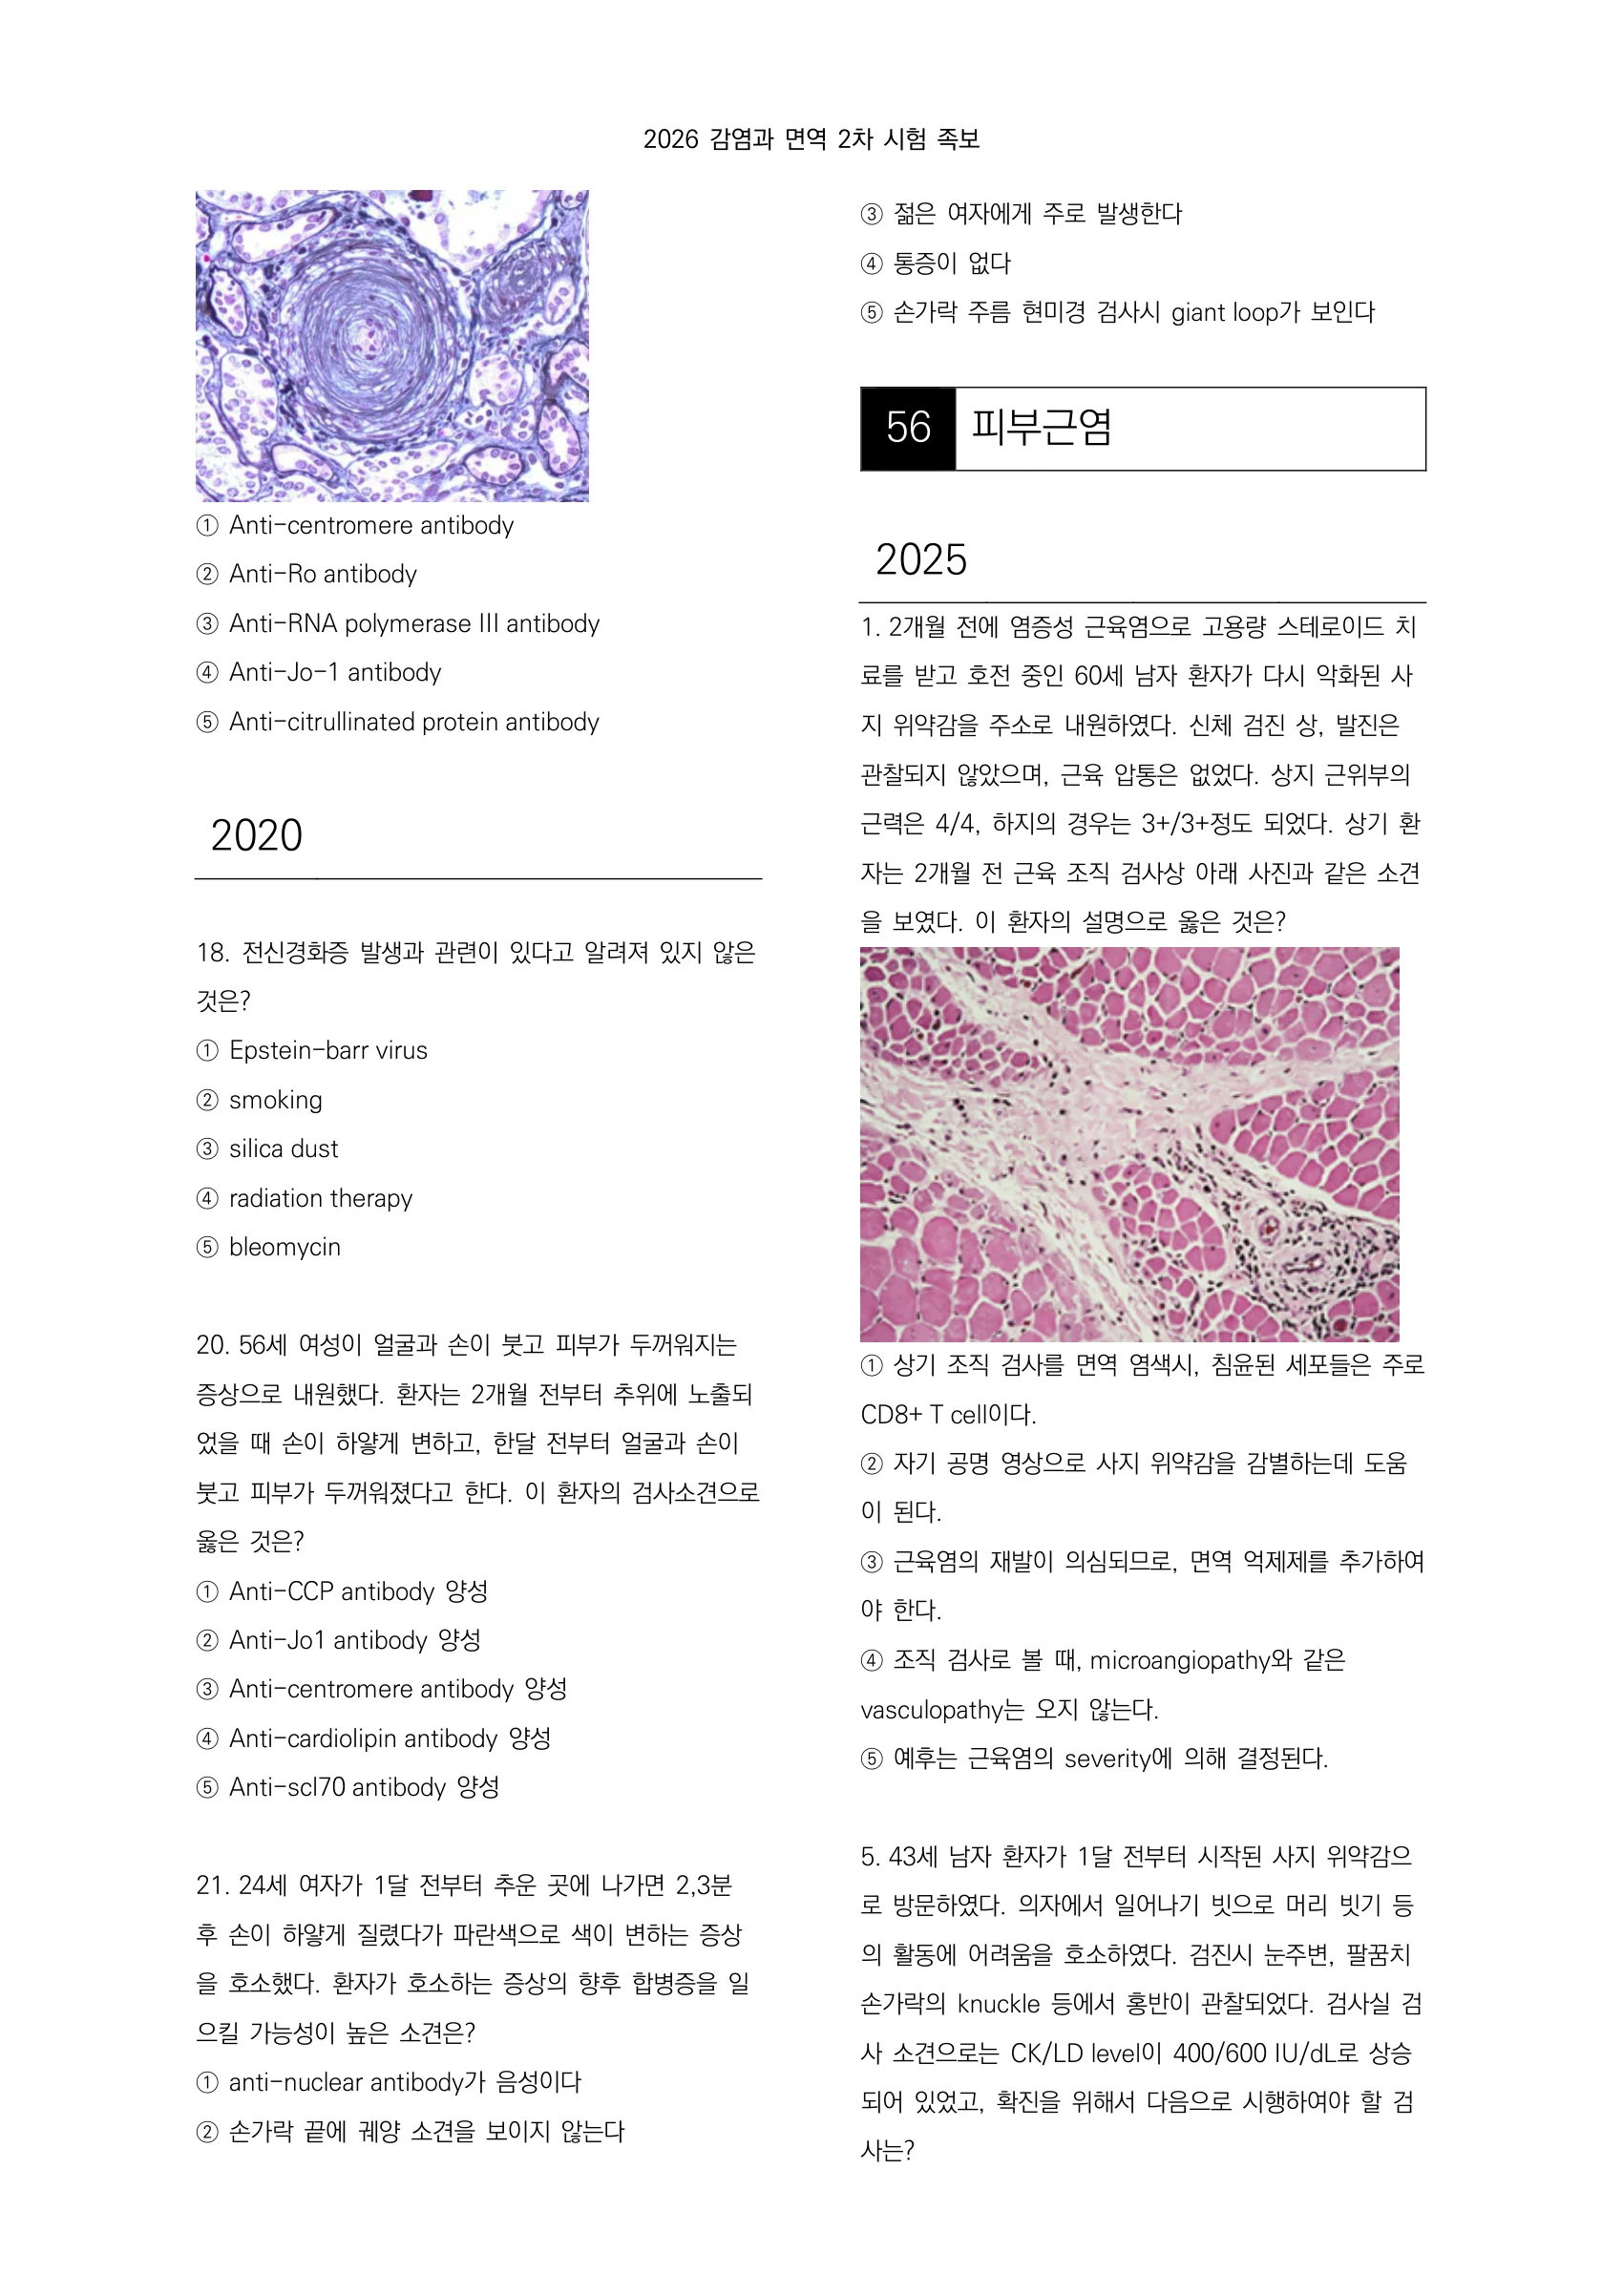 2026 감염과 면역 2차 시험 족보
① Anti-centromere antibody
② Anti-Ro antibody
③ Anti-RNA polymerase III antibody
④ Anti-Jo-1 antibody
⑤ Anti-citrullinated protein antibody
2020
18. 전신경화증 발생과 관련이 있다고 알려져 있지 않은
것은?
① Epstein-barr virus
② smoking
③ silica dust
④ radiation therapy
⑤ bleomycin
20. 56세 여성이 얼굴과 손이 붓고 피부가 두꺼워지는
증상으로 내원했다. 환자는 2개월 전부터 추위에 노출되
었을 때 손이 하얗게 변하고, 한달 전부터 얼굴과 손이
붓고 피부가 두꺼워졌다고 한다. 이 환자의 검사소견으로
옳은 것은?
① Anti-CCP antibody 양성
② Anti-Jo1 antibody 양성
③ Anti-centromere antibody 양성
④ Anti-cardiolipin antibody 양성
⑤ Anti-scl70 antibody 양성
21. 24세 여자가 1달 전부터 추운 곳에 나가면 2,3분
후 손이 하얗게 질렸다가 파란색으로 색이 변하는 증상
을 호소했다. 환자가 호소하는 증상의 향후 합병증을 일
으킬 가능성이 높은 소견은?
① anti-nuclear antibody가 음성이다
② 손가락 끝에 궤양 소견을 보이지 않는다
③ 젊은 여자에게 주로 발생한다
④ 통증이 없다
⑤ 손가락 주름 현미경 검사시 giant loop가 보인다
56 피부근염
2025
1. 2개월 전에 염증성 근육염으로 고용량 스테로이드 치
료를 받고 호전 중인 60세 남자 환자가 다시 악화된 사
지 위약감을 주소로 내원하였다. 신체 검진 상, 발진은
관찰되지 않았으며, 근육 압통은 없었다. 상지 근위부의
근력은 4/4, 하지의 경우는 3+/3+정도 되었다. 상기 환
자는 2개월 전 근육 조직 검사상 아래 사진과 같은 소견
을 보였다. 이 환자의 설명으로 옳은 것은?
① 상기 조직 검사를 면역 염색시, 침윤된 세포들은 주로
CD8+ T cell이다.
② 자기 공명 영상으로 사지 위약감을 감별하는데 도움
이 된다.
③ 근육염의 재발이 의심되므로, 면역 억제제를 추가하여
야 한다.
④ 조직 검사로 볼 때, microangiopathy와 같은
vasculopathy는 오지 않는다.
⑤ 예후는 근육염의 severity에 의해 결정된다.
5. 43세 남자 환자가 1달 전부터 시작된 사지 위약감으
로 방문하였다. 의자에서 일어나기 빗으로 머리 빗기 등
의 활동에 어려움을 호소하였다. 검진시 눈주변, 팔꿈치
손가락의 knuckle 등에서 홍반이 관찰되었다. 검사실 검
사 소견으로는 CK/LD level이 400/600 IU/dL로 상승
되어 있었고, 확진을 위해서 다음으로 시행하여야 할 검
사는?